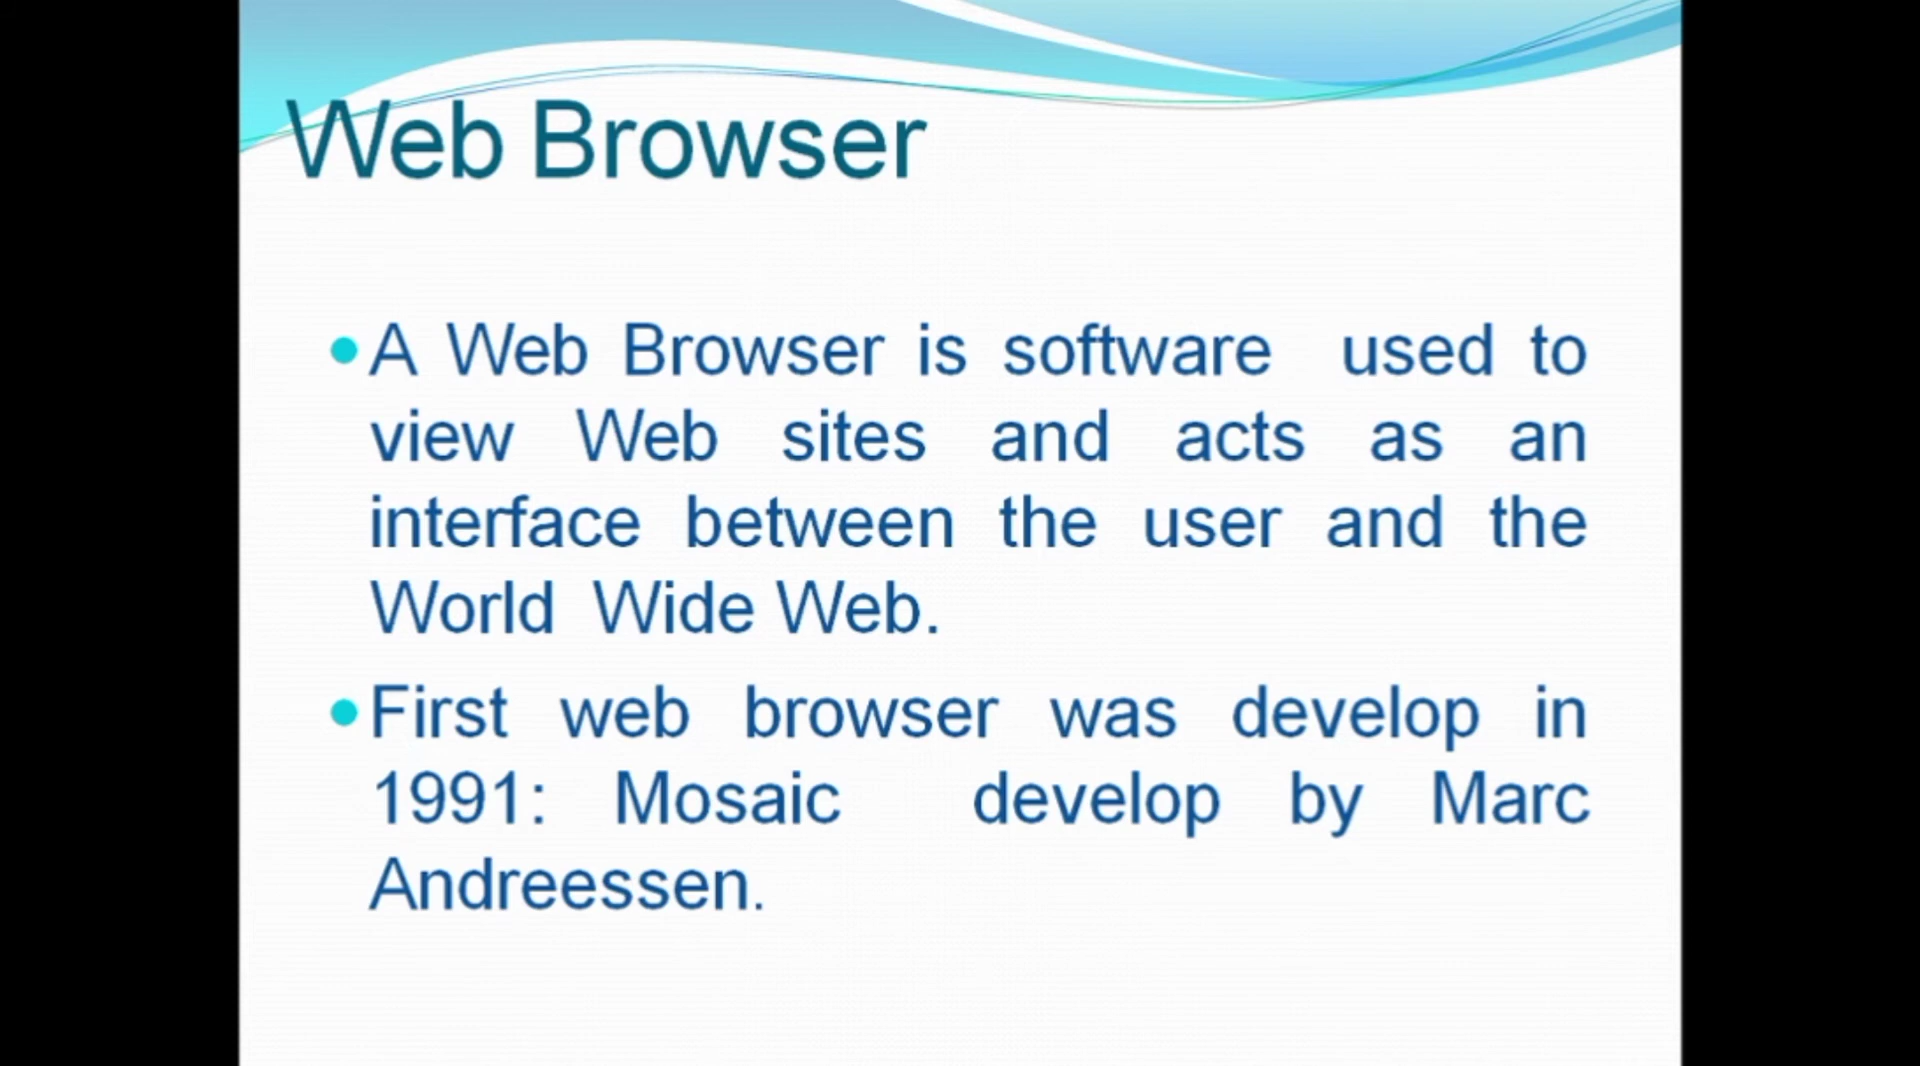 Web Browser
A Web Browser is software used to
view Web sites and acts as an
interface between the user and the
World Wide Web.
First web browser was develop in
1991: Mosaic develop by Marc
Andreessen.